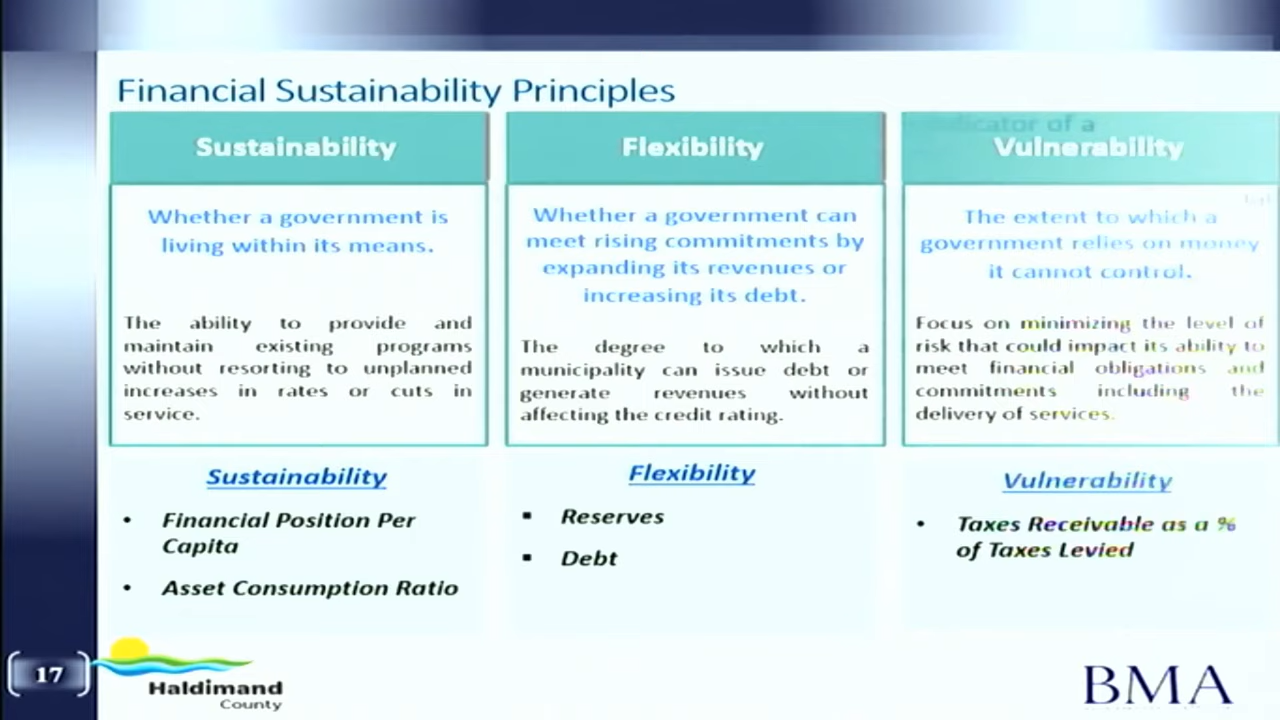 Financial Sustainability Principles
Sustainability
Whether a government is
living within its means.
The ability to provide and
maintain existing programs
without resorting to unplanned
increases in rates or cuts in
service.
Flexibility
Whether a government can
meet rising commitments by
expanding its revenues or
increasing its debt.
The degree to which a
municipality can issue debt or
generate revenues without
affecting the credit rating.
of a
Vulnerability
The extent to which a
government relies on money
it cannot control.
Focus on minimizing the level of
risk that could impact its ability to
meet financial obligations and
commitments including the
delivery of services.
Sustainability
• Financial Position Per
Capita
• Asset Consumption Ratio
Flexibility
▪ Reserves
▪ Debt
Vulnerability
• Taxes Receivable as a %
of Taxes Levied
17
Haldimand
County
BMA